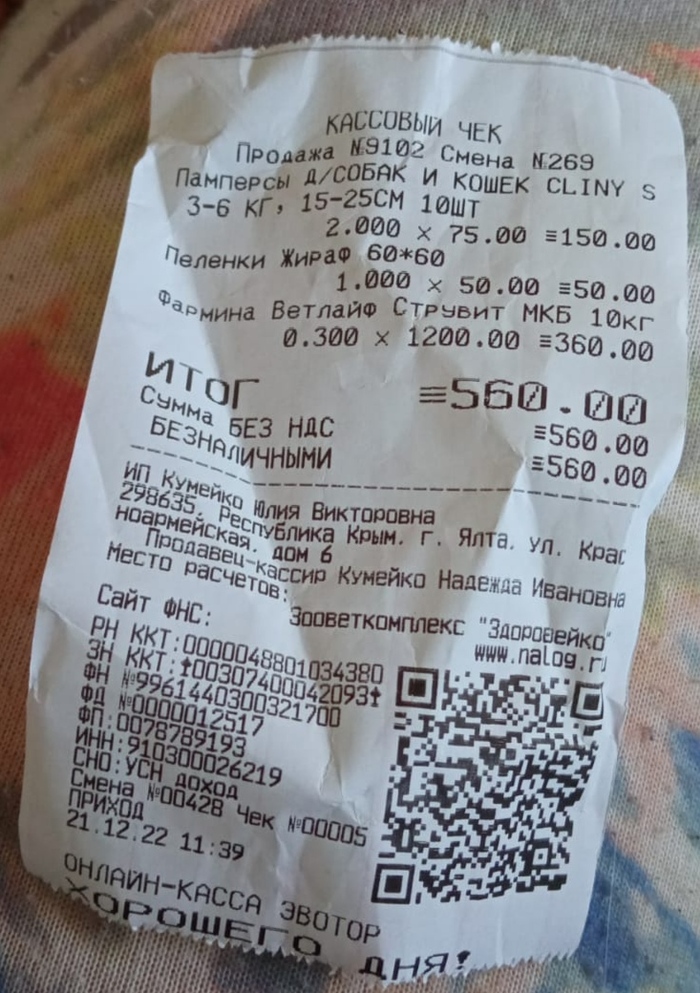 КАССОВЫЙ ЧЕК
Продажа №9102 Смена №269
Памперсы Д/СОБАК И КОШЕК CLINY S
3-6 КГ, 15-25СМ 10ШТ
2.000 × 75.00 ≡150.00
Пеленки Жираф 60*60
1.000 × 50.00 ≡50.00
Фармина Ветлайф Струвит МКБ 10кг
0.300 × 1200.00 ≡360.00
ИТОГ ≡560.00
Сумма БЕЗ НДС ≡560.00
БЕЗНАЛИЧНЫМИ ≡560.00
ИП Кумейко Юлия Викторовна
298635, Республика Крым, г. Ялта, ул. Крас
ноармейская, дом 6
Продавец-кассир Кумейко Надежда Ивановна
Место расчетов:
Зооветкомплекс "Здоровейко"
Сайт ФНС: www.nalog.ru
РН ККТ:0000048801034380
ЗН ККТ:↑00307400042093↑
ФН №9961440300321700
ФД №0000012517
ФП:0078789193
ИНН:910300026219
СНО:УСН ДОХОД
Смена №00428 Чек №00005
ПРИХОД
21.12.22 11:39
ОНЛАЙН-КАССА ЭВОТОР
ХОРОШЕГО ДНЯ!